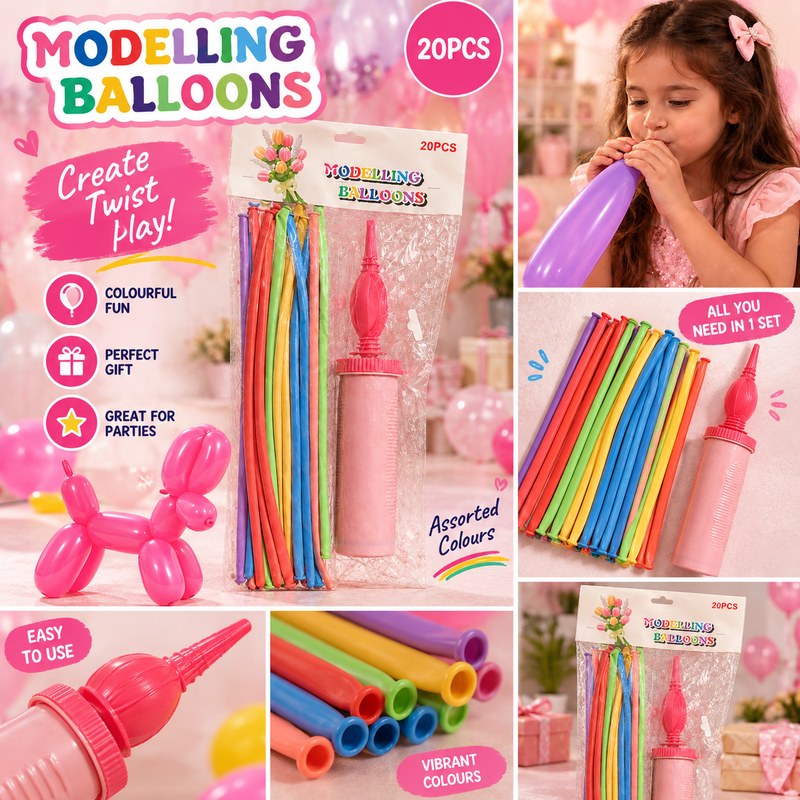 MODELLING
BALLOONS
20PCS
Create
Twist
play!
COLOURFUL
FUN
PERFECT
GIFT
GREAT FOR
PARTIES
20PCS
MODELLING
BALLOONS
Assorted
Colours
ALL YOU
NEED IN 1 SET
EASY
TO USE
VIBRANT
COLOURS
20PCS
MODELLING
BALLOONS